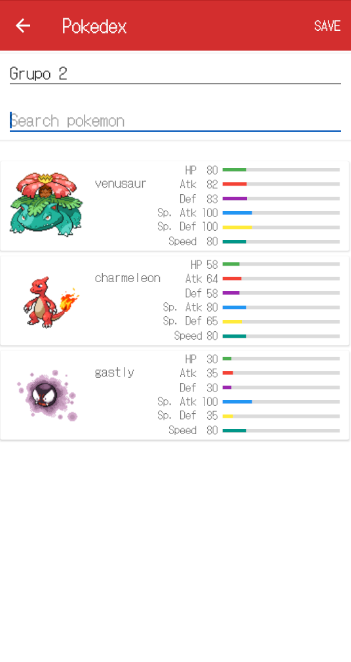 Pokedex SAVE
Grupo 2
Search pokemon
venusaur
HP 80
Atk 82
Def 83
Sp. Atk 100
Sp. Def 100
Speed 80
charmeleon
HP 58
Atk 64
Def 58
Sp. Atk 80
Sp. Def 65
Speed 80
gastly
HP 30
Atk 35
Def 30
Sp. Atk 100
Sp. Def 35
Speed 80